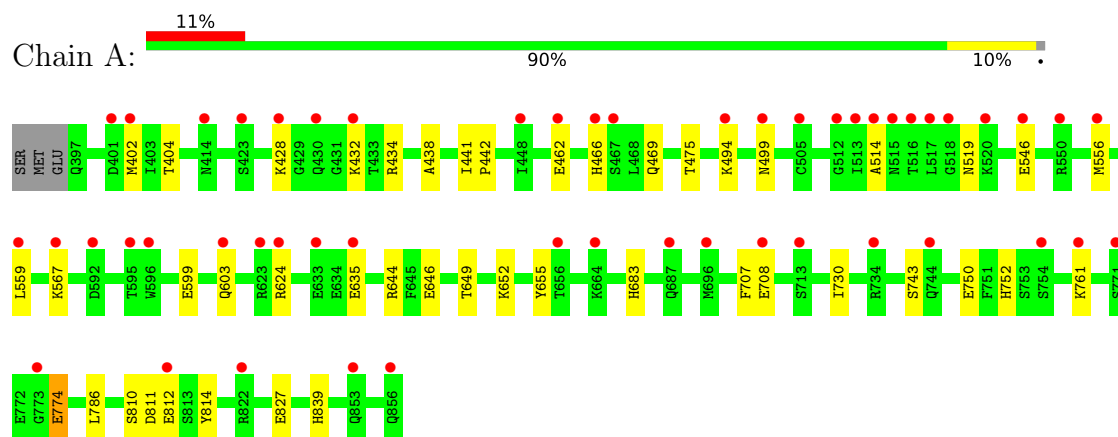 11%
Chain A:
90% 10% •
SER MET GLU Q397 D401 M402 I403 T404 N414 S423 K428 G429 Q430 G431 K432 T433 R434 A438 I441 P442 I448 E462 H466 S467 L468 Q469 T475 K494 N499 C505 G512 I513 A514 N515 T516 L517 G518 N519 K520 E546 R550 M556
L559 K567 D592 T595 W596 E599 Q603 R623 R624 E633 E634 E635 R644 F645 E646 T649 K652 Y655 T656 K664 H683 Q687 M696 F707 E708 S713 I730 R734 S743 Q744 E750 F751 H752 S753 S754 K761 S771
E772 G773 E774 L786 S810 D811 E812 S813 Y814 R822 E827 H839 Q853 Q856